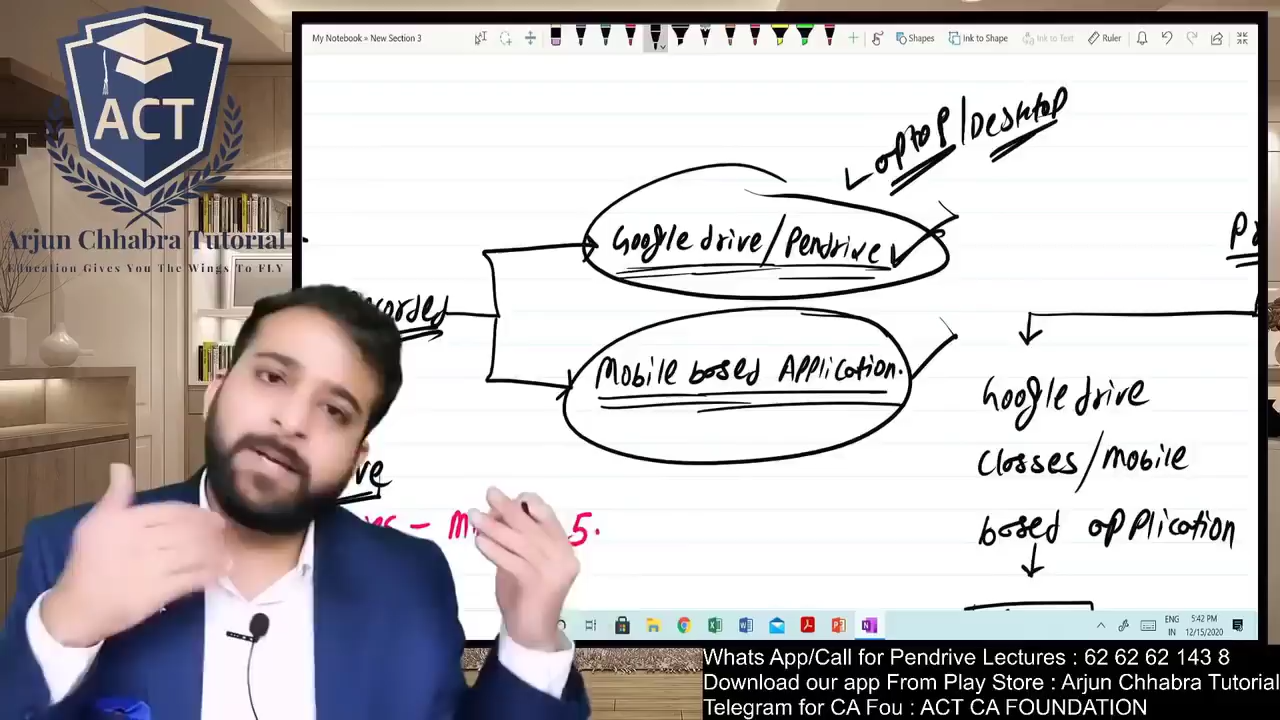 My Notebook » New Section 3
Shapes
Ink to Shape
Ink to Text
Ruler
ACT
Arjun Chhabra Tutorial
Education Gives You The Wings To FLY
Laptop/Desktop
Google drive/Pendrive
Mobile based Application.
Google drive
Classes/Mobile
based application
5.
ENG
IN
5:42 PM
12/15/2020
Whats App/Call for Pendrive Lectures : 62 62 62 143 8
Download our app From Play Store : Arjun Chhabra Tutorial
Telegram for CA Fou : ACT CA FOUNDATION